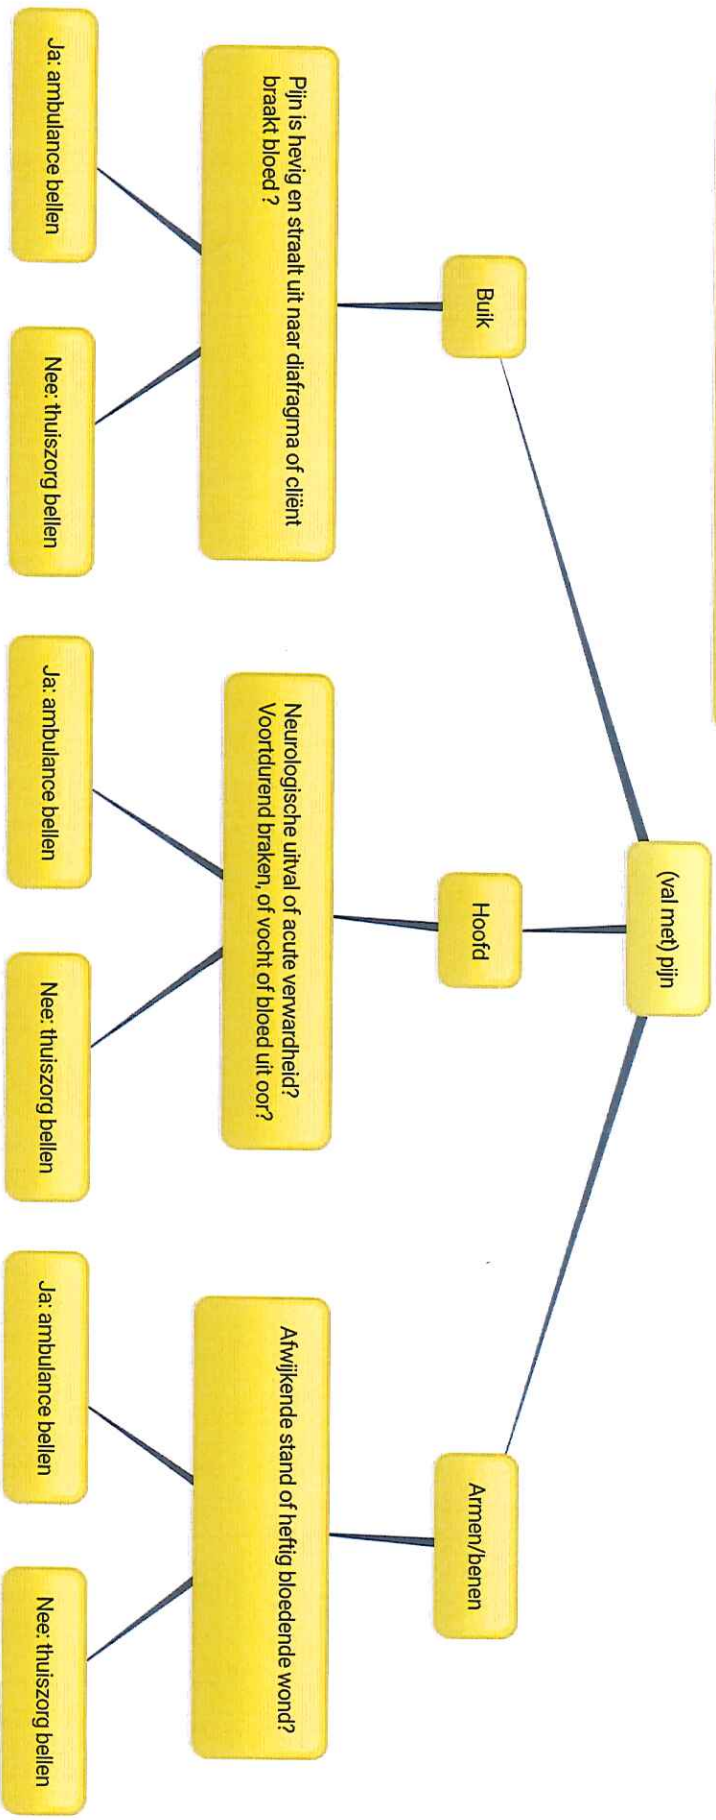 (val met) pijn
Buik
Hoofd
Armen/benen
Pijn is hevig en straalt uit naar diafragma of cliënt
braakt bloed ?
Neurologische uitval of acute verwardheid?
Voortdurend braken, of vocht of bloed uit oor?
Afwijkende stand of heftig bloedende wond?
Ja: ambulance bellen
Nee: thuiszorg bellen
Ja: ambulance bellen
Nee: thuiszorg bellen
Ja: ambulance bellen
Nee: thuiszorg bellen